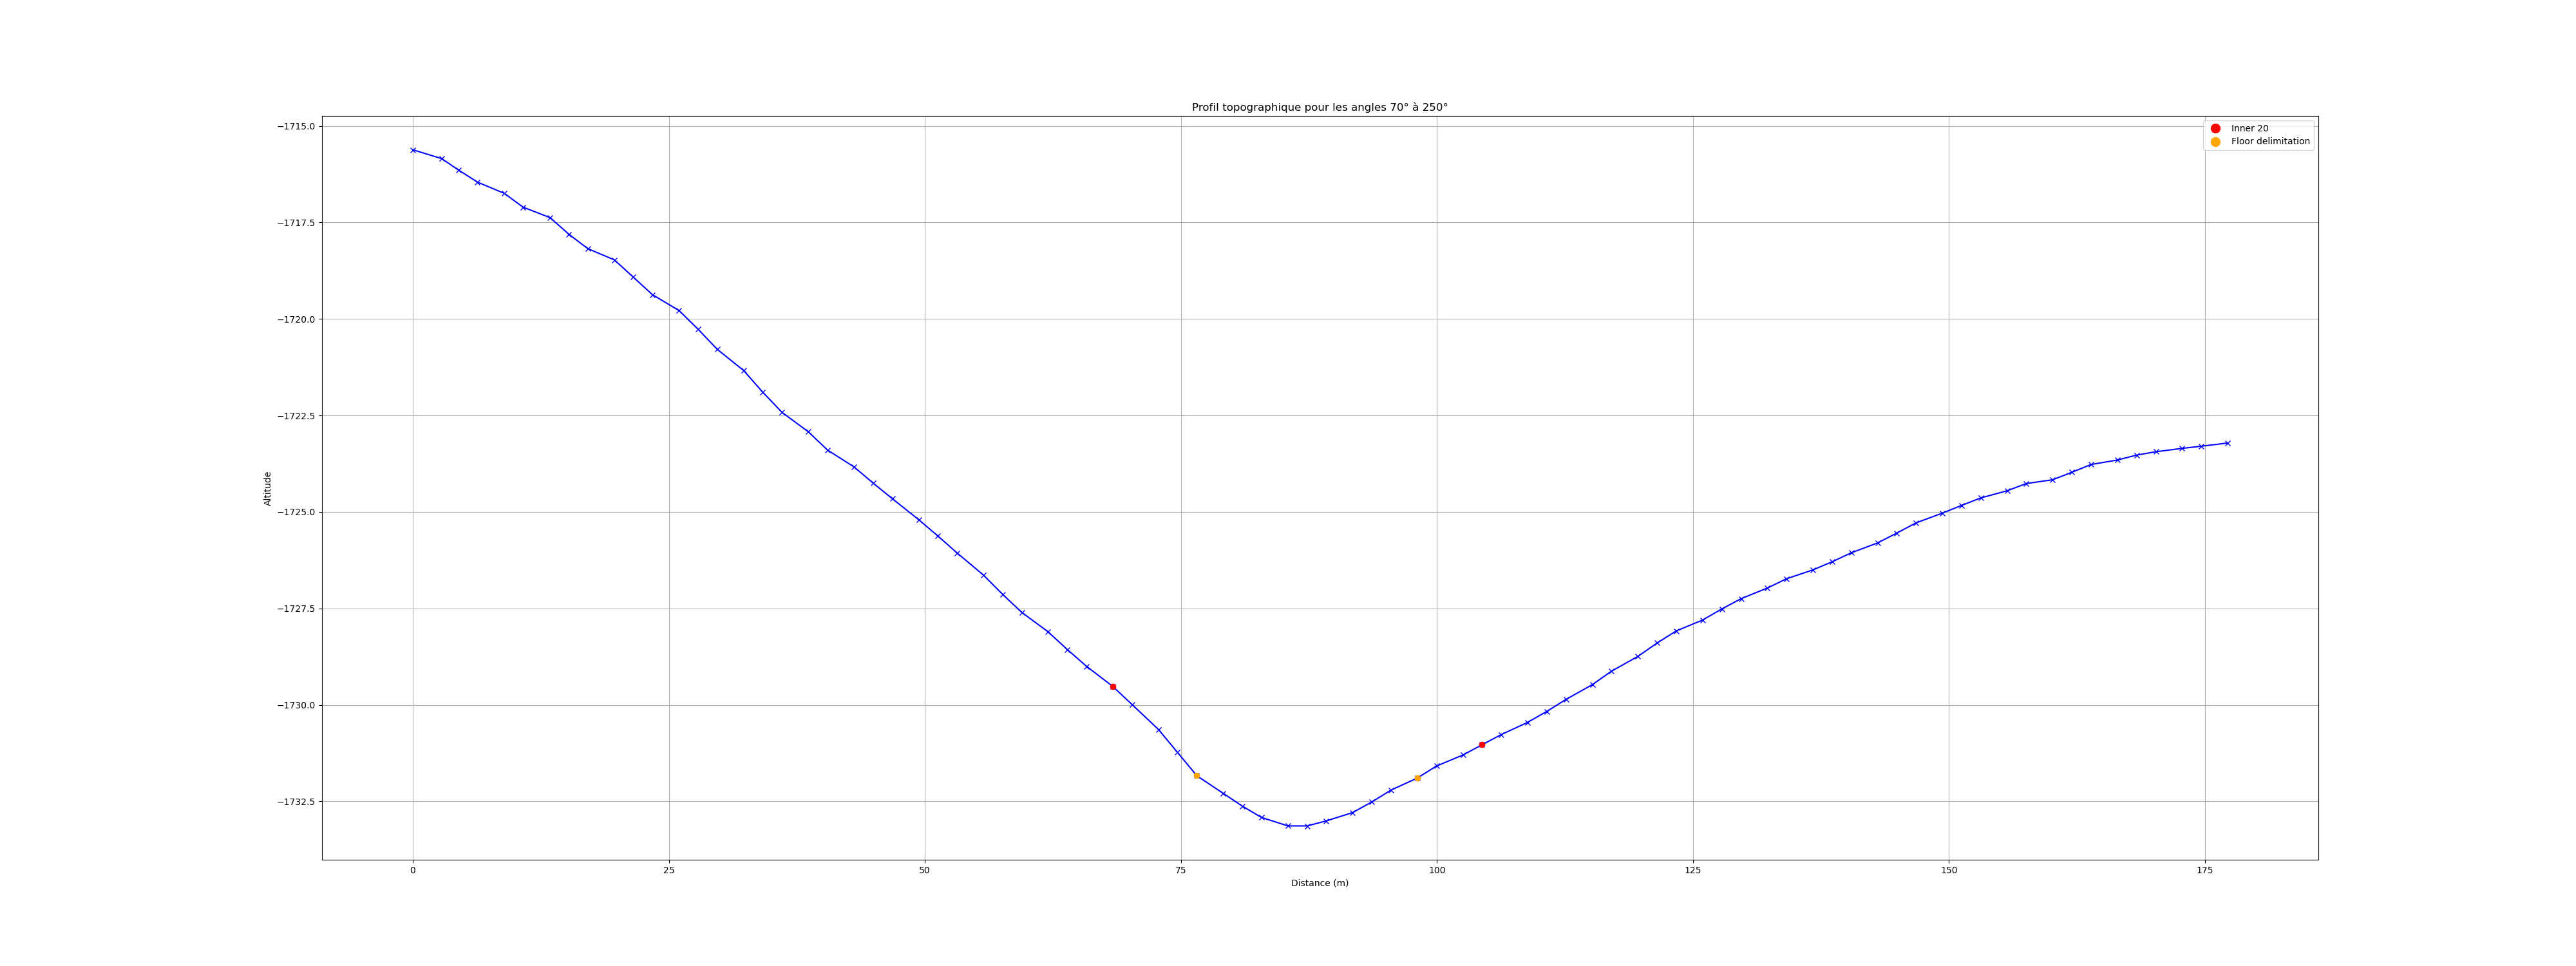 Profil topographique pour les angles 70° à 250°
Inner 20
Floor delimitation
−1715.0
−1717.5
−1720.0
−1722.5
−1725.0
−1727.5
−1730.0
−1732.5
Altitude
0 25 50 75 100 125 150 175
Distance (m)